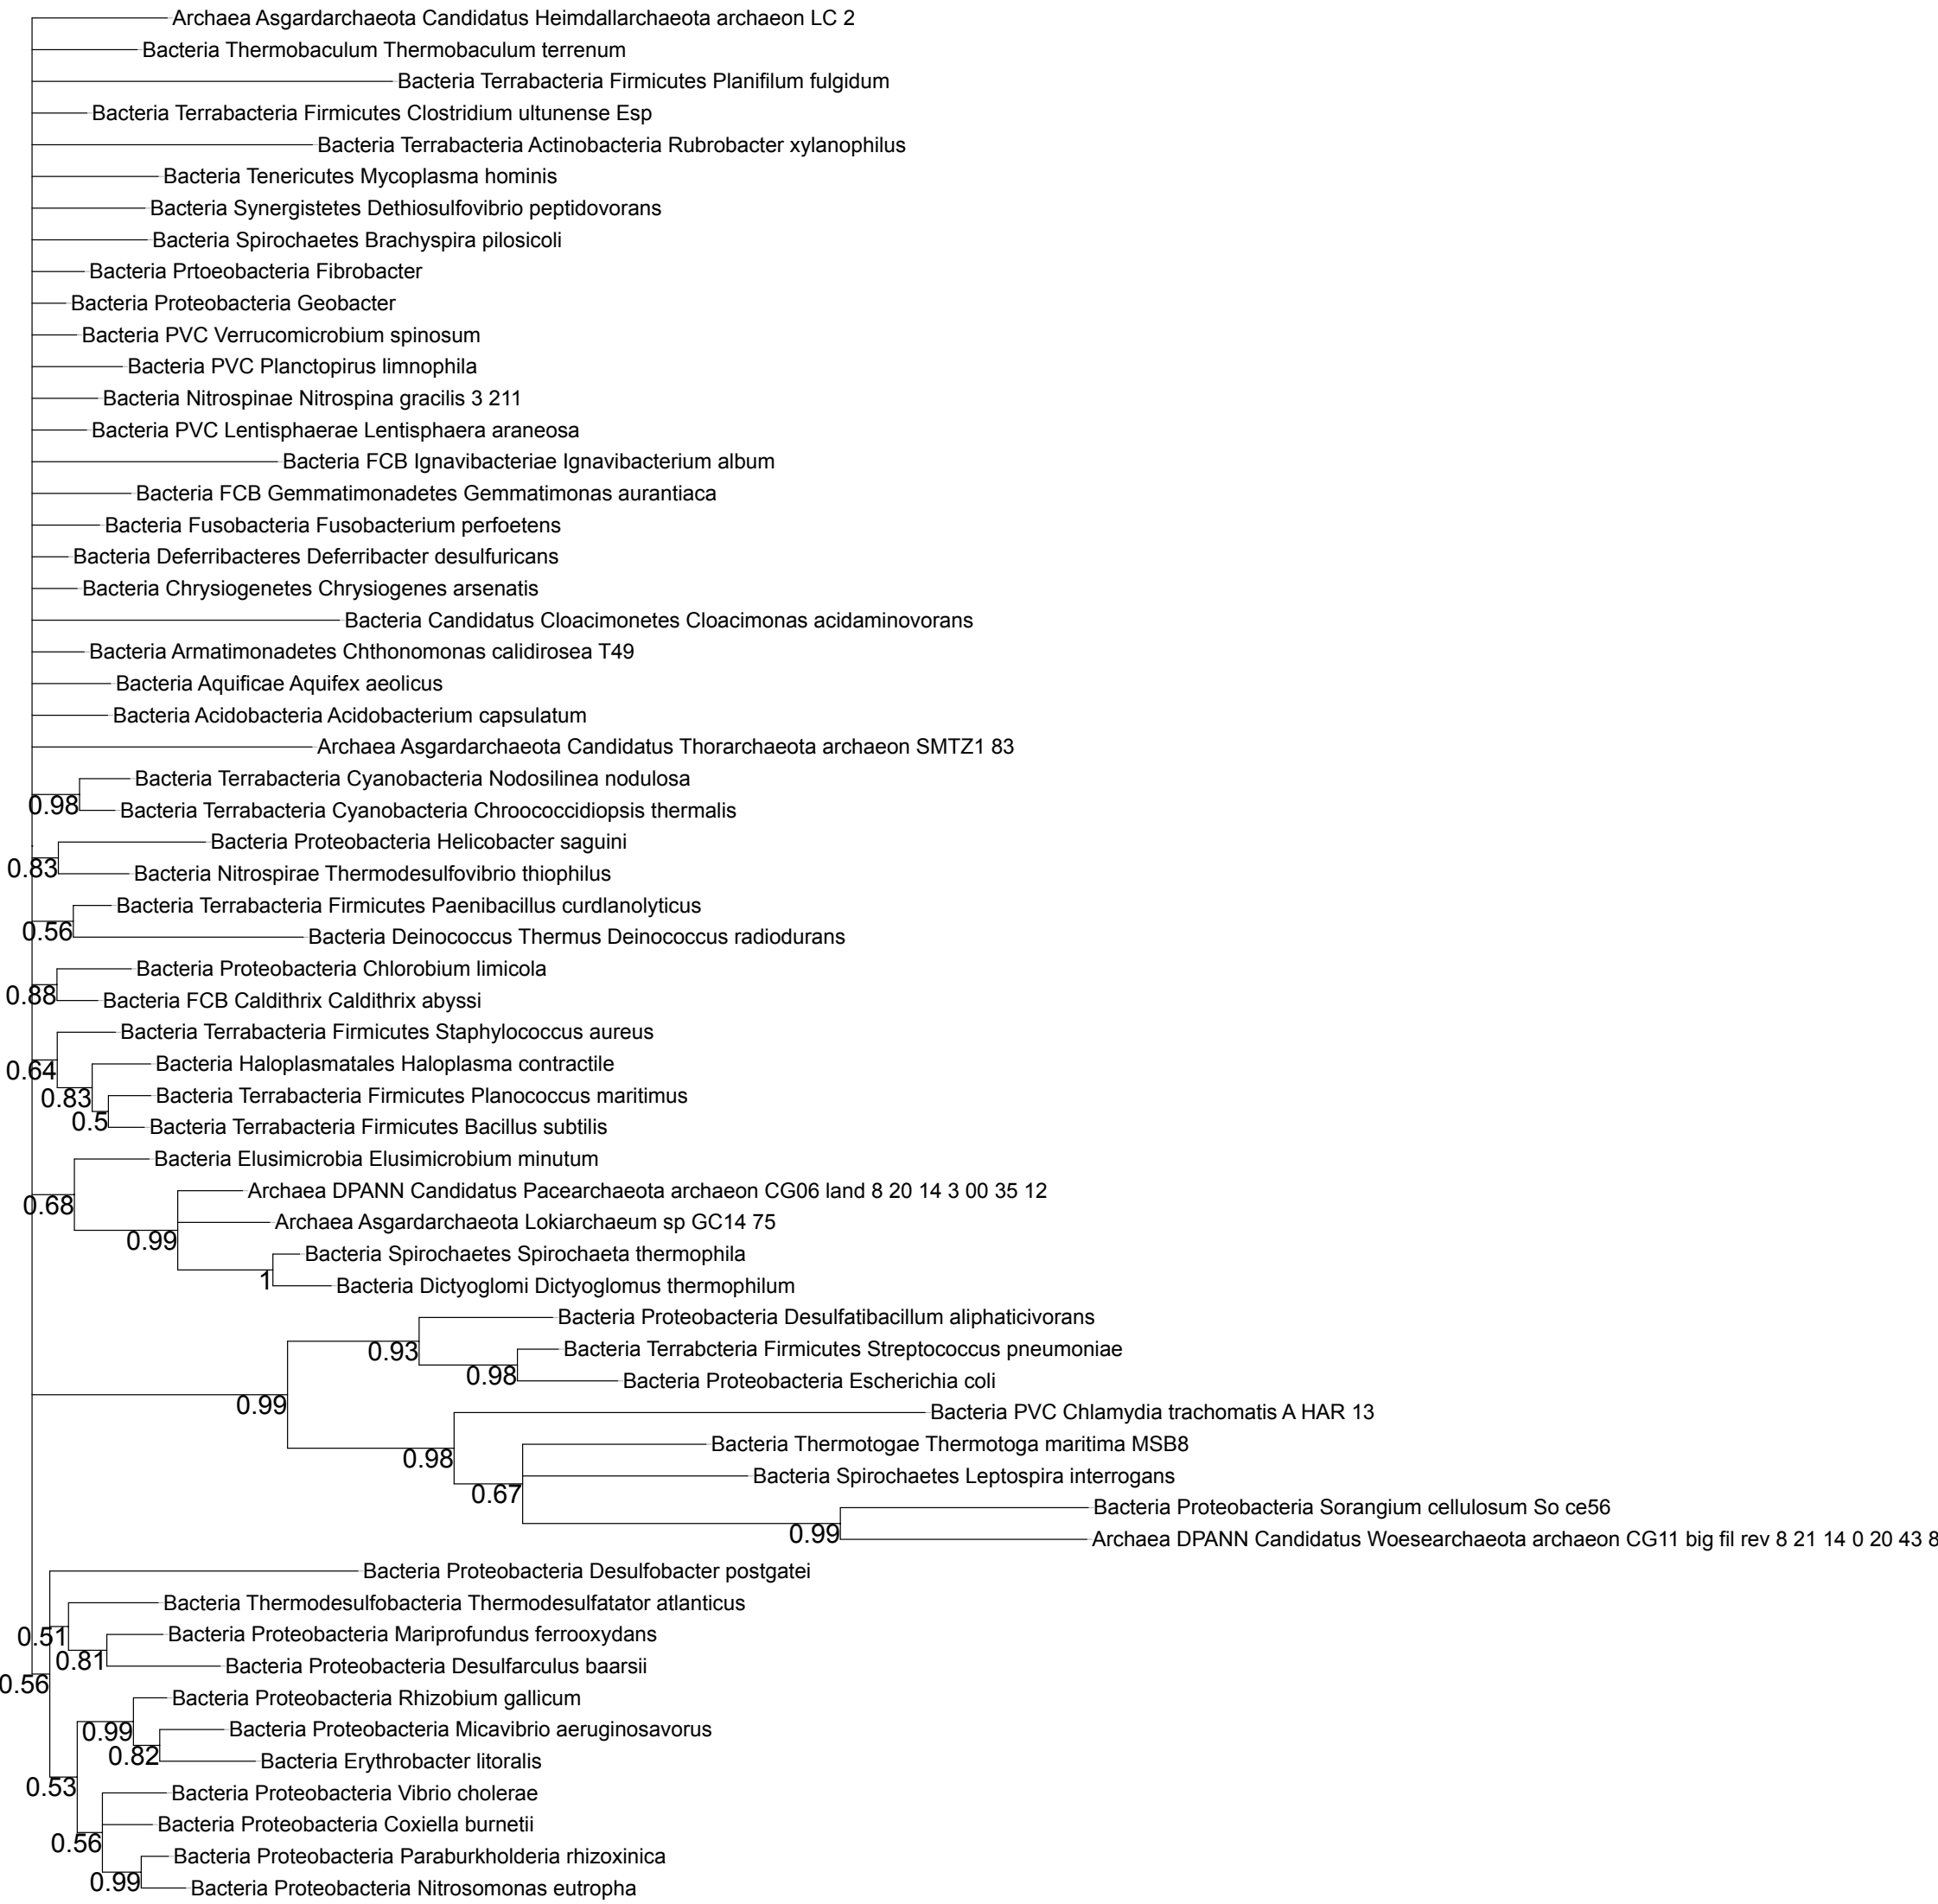 Archaea Asgardarchaeota Candidatus Heimdallarchaeota archaeon LC 2
Bacteria Thermobaculum Thermobaculum terrenum
Bacteria Terrabacteria Firmicutes Planifilum fulgidum
Bacteria Terrabacteria Firmicutes Clostridium ultunense Esp
Bacteria Terrabacteria Actinobacteria Rubrobacter xylanophilus
Bacteria Tenericutes Mycoplasma hominis
Bacteria Synergistetes Dethiosulfovibrio peptidovorans
Bacteria Spirochaetes Brachyspira pilosicoli
Bacteria Prtoeobacteria Fibrobacter
Bacteria Proteobacteria Geobacter
Bacteria PVC Verrucomicrobium spinosum
Bacteria PVC Planctopirus limnophila
Bacteria Nitrospinae Nitrospina gracilis 3 211
Bacteria PVC Lentisphaerae Lentisphaera araneosa
Bacteria FCB Ignavibacteriae Ignavibacterium album
Bacteria FCB Gemmatimonadetes Gemmatimonas aurantiaca
Bacteria Fusobacteria Fusobacterium perfoetens
Bacteria Deferribacteres Deferribacter desulfuricans
Bacteria Chrysiogenetes Chrysiogenes arsenatis
Bacteria Candidatus Cloacimonetes Cloacimonas acidaminovorans
Bacteria Armatimonadetes Chthonomonas calidirosea T49
Bacteria Aquificae Aquifex aeolicus
Bacteria Acidobacteria Acidobacterium capsulatum
Archaea Asgardarchaeota Candidatus Thorarchaeota archaeon SMTZ1 83
Bacteria Terrabacteria Cyanobacteria Nodosilinea nodulosa
0.98
Bacteria Terrabacteria Cyanobacteria Chroococcidiopsis thermalis
Bacteria Proteobacteria Helicobacter saguini
0.83
Bacteria Nitrospirae Thermodesulfovibrio thiophilus
Bacteria Terrabacteria Firmicutes Paenibacillus curdlanolyticus
0.56
Bacteria Deinococcus Thermus Deinococcus radiodurans
Bacteria Proteobacteria Chlorobium limicola
0.88
Bacteria FCB Caldithrix Caldithrix abyssi
Bacteria Terrabacteria Firmicutes Staphylococcus aureus
0.64
Bacteria Haloplasmatales Haloplasma contractile
0.83
Bacteria Terrabacteria Firmicutes Planococcus maritimus
0.5
Bacteria Terrabacteria Firmicutes Bacillus subtilis
Bacteria Elusimicrobia Elusimicrobium minutum
0.68
Archaea DPANN Candidatus Pacearchaeota archaeon CG06 land 8 20 14 3 00 35 12
Archaea Asgardarchaeota Lokiarchaeum sp GC14 75
0.99
Bacteria Spirochaetes Spirochaeta thermophila
1
Bacteria Dictyoglomi Dictyoglomus thermophilum
Bacteria Proteobacteria Desulfatibacillum aliphaticivorans
0.93
Bacteria Terrabcteria Firmicutes Streptococcus pneumoniae
0.98
Bacteria Proteobacteria Escherichia coli
0.99
Bacteria PVC Chlamydia trachomatis A HAR 13
0.98
Bacteria Thermotogae Thermotoga maritima MSB8
Bacteria Spirochaetes Leptospira interrogans
0.67
Bacteria Proteobacteria Sorangium cellulosum So ce56
0.99
Archaea DPANN Candidatus Woesearchaeota archaeon CG11 big fil rev 8 21 14 0 20 43 8
Bacteria Proteobacteria Desulfobacter postgatei
Bacteria Thermodesulfobacteria Thermodesulfatator atlanticus
0.51
Bacteria Proteobacteria Mariprofundus ferrooxydans
0.81
Bacteria Proteobacteria Desulfarculus baarsii
0.56
Bacteria Proteobacteria Rhizobium gallicum
0.99
Bacteria Proteobacteria Micavibrio aeruginosavorus
0.82
Bacteria Erythrobacter litoralis
0.53
Bacteria Proteobacteria Vibrio cholerae
Bacteria Proteobacteria Coxiella burnetii
0.56
Bacteria Proteobacteria Paraburkholderia rhizoxinica
0.99
Bacteria Proteobacteria Nitrosomonas eutropha